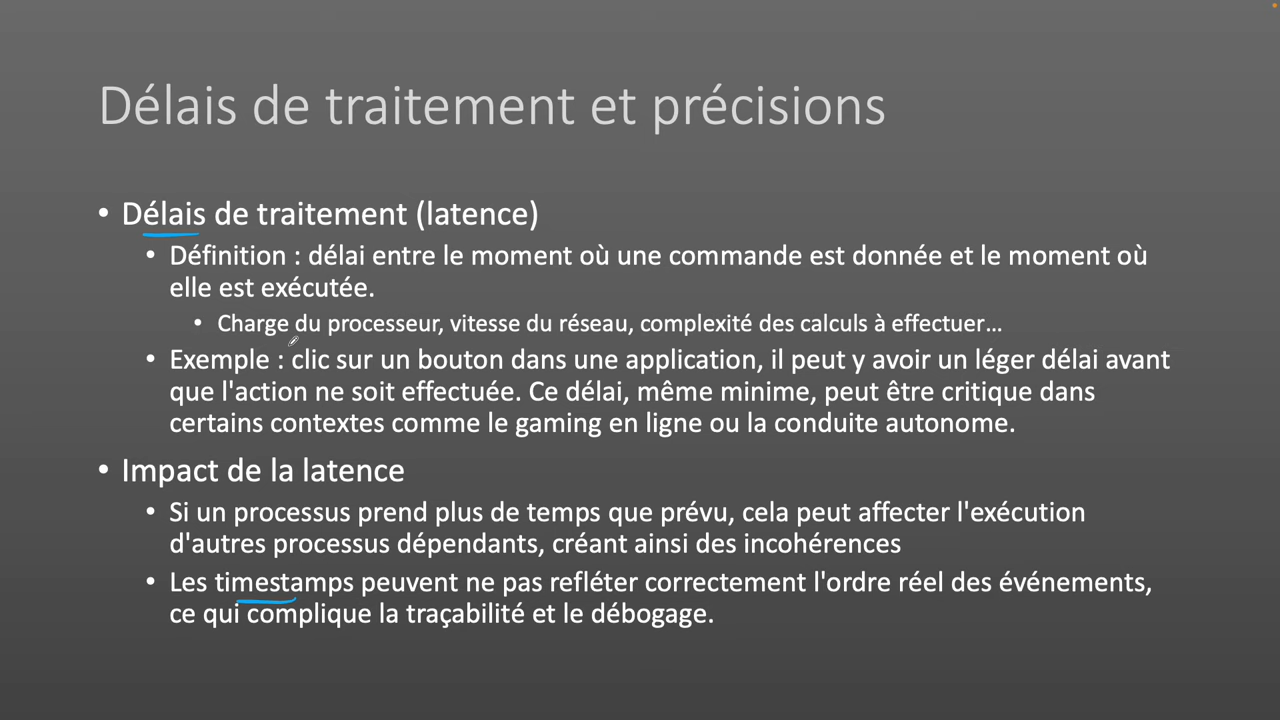 Délais de traitement et précisions
• Délais de traitement (latence)
• Définition : délai entre le moment où une commande est donnée et le moment où
elle est exécutée.
• Charge du processeur, vitesse du réseau, complexité des calculs à effectuer…
• Exemple : clic sur un bouton dans une application, il peut y avoir un léger délai avant
que l'action ne soit effectuée. Ce délai, même minime, peut être critique dans
certains contextes comme le gaming en ligne ou la conduite autonome.
• Impact de la latence
• Si un processus prend plus de temps que prévu, cela peut affecter l'exécution
d'autres processus dépendants, créant ainsi des incohérences
• Les timestamps peuvent ne pas refléter correctement l'ordre réel des événements,
ce qui complique la traçabilité et le débogage.